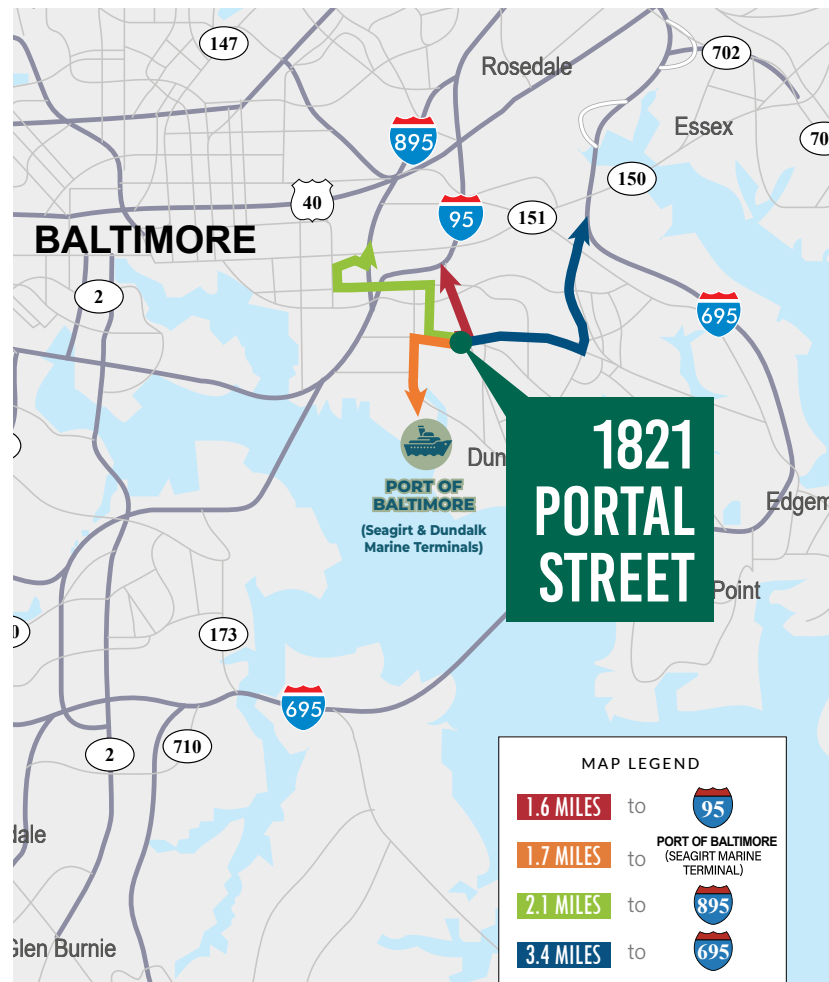 147
702
Rosedale
895
Essex
70
150
40
95
151
BALTIMORE
2
695
1821
PORTAL
STREET
Dun
PORT OF
BALTIMORE
(Seagirt & Dundalk
Marine Terminals)
Edgem
Point
173
695
2
710
MAP LEGEND
1.6 MILES to 95
1.7 MILES to PORT OF BALTIMORE
(SEAGIRT MARINE
TERMINAL)
2.1 MILES to 895
3.4 MILES to 695
dale
Glen Burnie